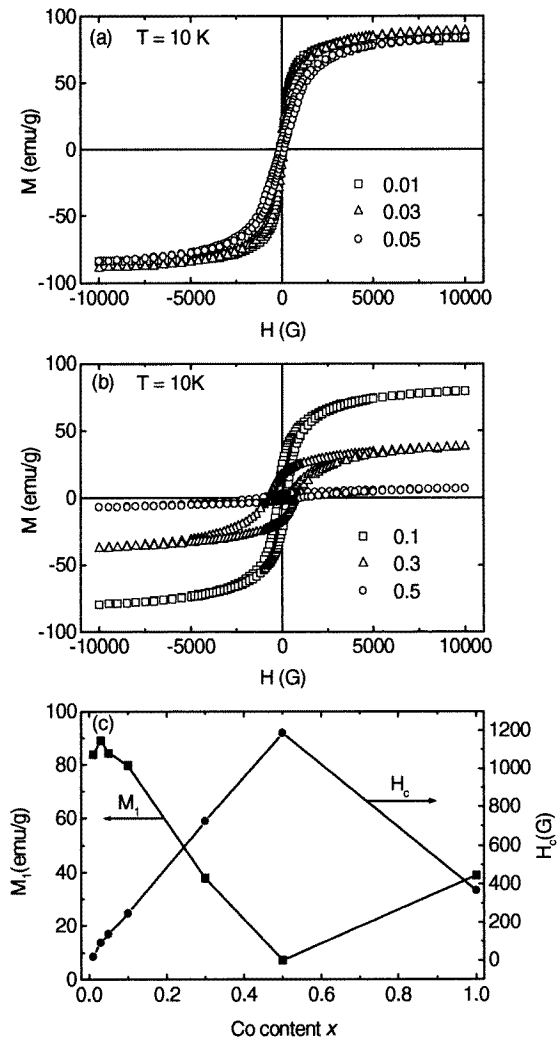 (a) T = 10 K
M (emu/g)
100
50
0
-50
-100
□ 0.01
△ 0.03
○ 0.05
-10000 -5000 0 5000 10000
H (G)
(b) T = 10K
M (emu/g)
100
50
0
-50
-100
□ 0.1
△ 0.3
○ 0.5
-10000 -5000 0 5000 10000
H (G)
(c)
M₁(emu/g)
100
80
60
40
20
0
M₁
H_c
H_c(G)
1200
1000
800
600
400
200
0
0.0 0.2 0.4 0.6 0.8 1.0
Co content x